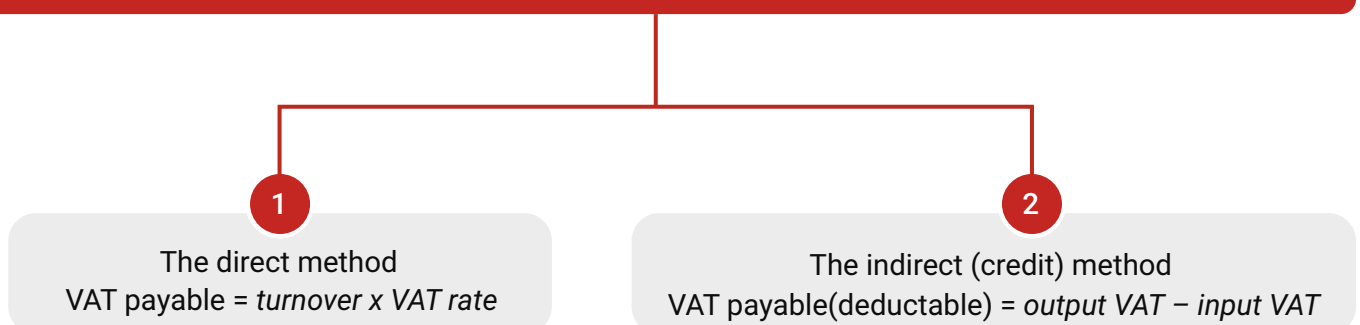 1
The direct method
VAT payable = turnover x VAT rate
2
The indirect (credit) method
VAT payable(deductable) = output VAT – input VAT